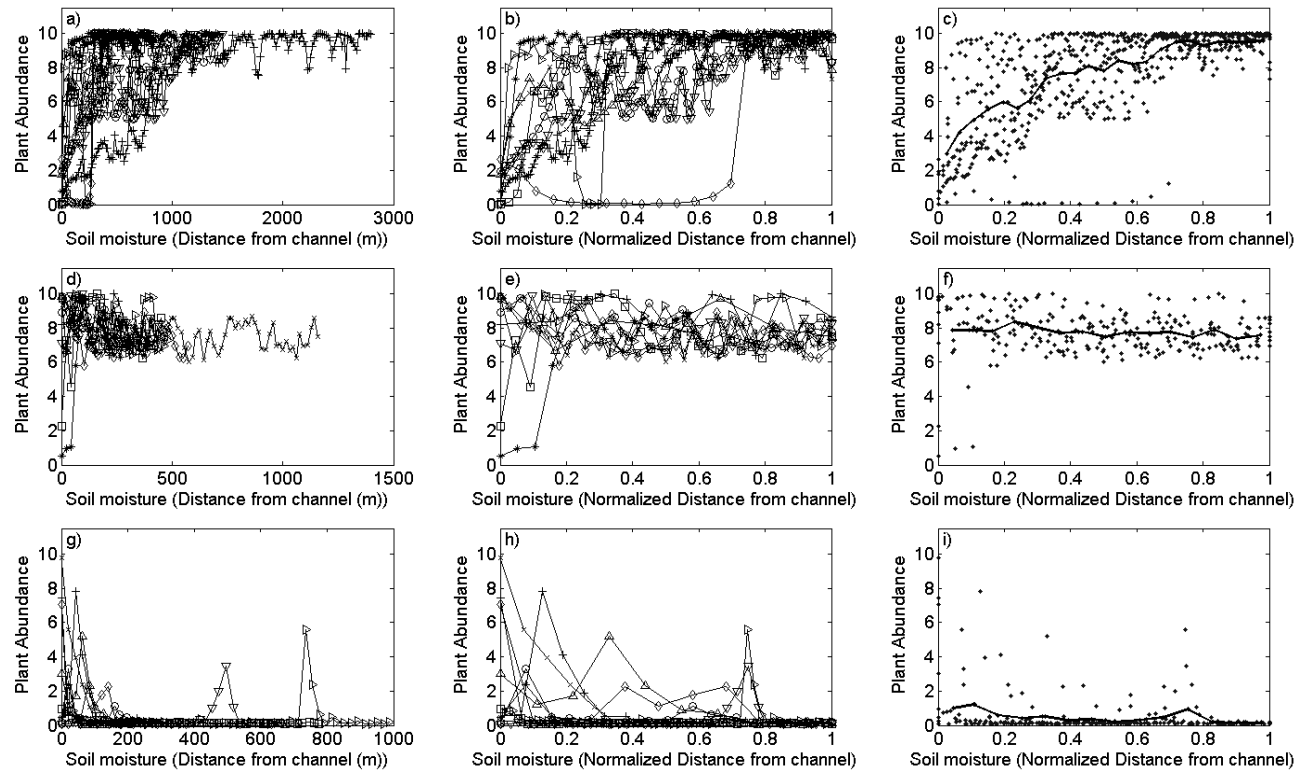 a)
Plant Abundance
10
8
6
4
2
0
0 1000 2000 3000
Soil moisture (Distance from channel (m))
b)
Plant Abundance
10
8
6
4
2
0
0 0.2 0.4 0.6 0.8 1
Soil moisture (Normalized Distance from channel)
c)
Plant Abundance
10
8
6
4
2
0
0 0.2 0.4 0.6 0.8 1
Soil moisture (Normalized Distance from channel)
d)
Plant Abundance
10
8
6
4
2
0
0 500 1000 1500
Soil moisture (Distance from channel (m))
e)
Plant Abundance
10
8
6
4
2
0
0 0.2 0.4 0.6 0.8 1
Soil moisture (Normalized Distance from channel)
f)
Plant Abundance
10
8
6
4
2
0
0 0.2 0.4 0.6 0.8 1
Soil moisture (Normalized Distance from channel)
g)
Plant Abundance
10
8
6
4
2
0
0 200 400 600 800 1000
Soil moisture (Distance from channel (m))
h)
Plant Abundance
10
8
6
4
2
0
0 0.2 0.4 0.6 0.8 1
Soil moisture (Normalized Distance from channel)
i)
Plant Abundance
10
8
6
4
2
0
0 0.2 0.4 0.6 0.8 1
Soil moisture (Normalized Distance from channel)